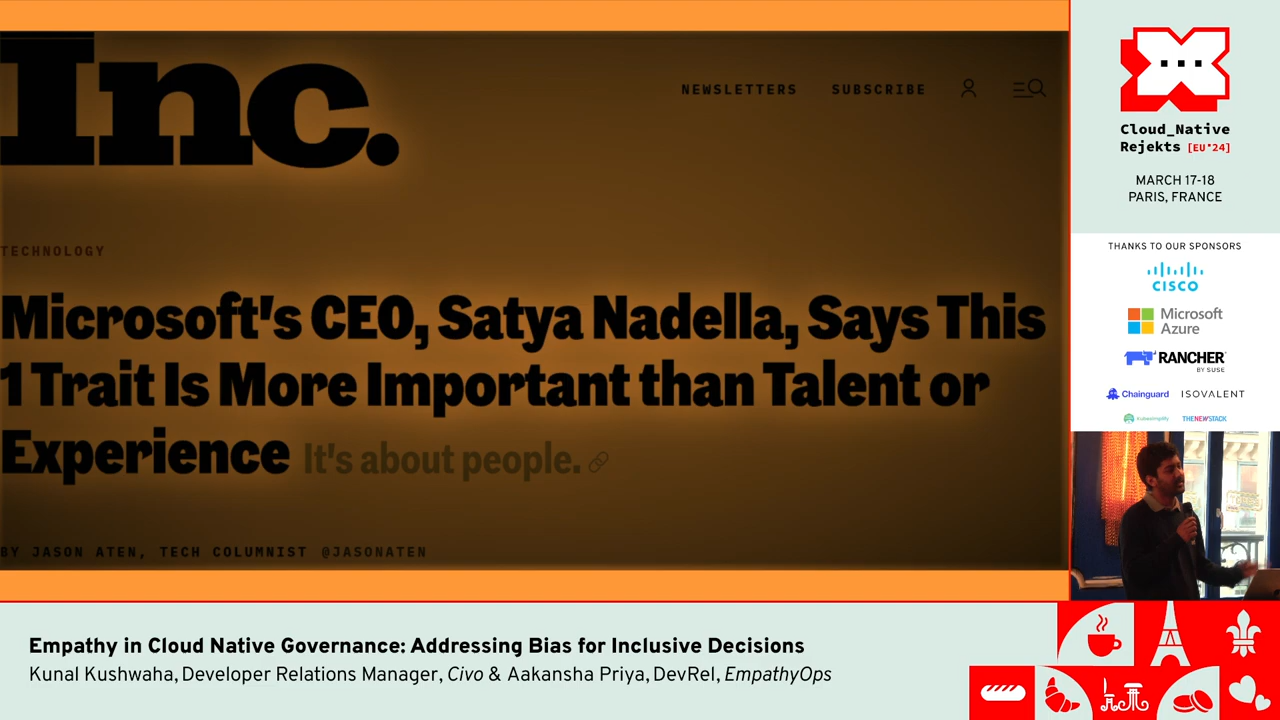 Inc.
NEWSLETTERS SUBSCRIBE
TECHNOLOGY
Microsoft's CEO, Satya Nadella, Says This
1 Trait Is More Important than Talent or
Experience It's about people.
BY JASON ATEN, TECH COLUMNIST @JASONATEN
Cloud_Native
Rejekts [EU'24]
MARCH 17-18
PARIS, FRANCE
THANKS TO OUR SPONSORS
CISCO
Microsoft
Azure
RANCHER
BY SUSE
Chainguard ISOVALENT
Kubesimplify THENEWSTACK
Empathy in Cloud Native Governance: Addressing Bias for Inclusive Decisions
Kunal Kushwaha, Developer Relations Manager, Civo & Aakansha Priya, DevRel, EmpathyOps